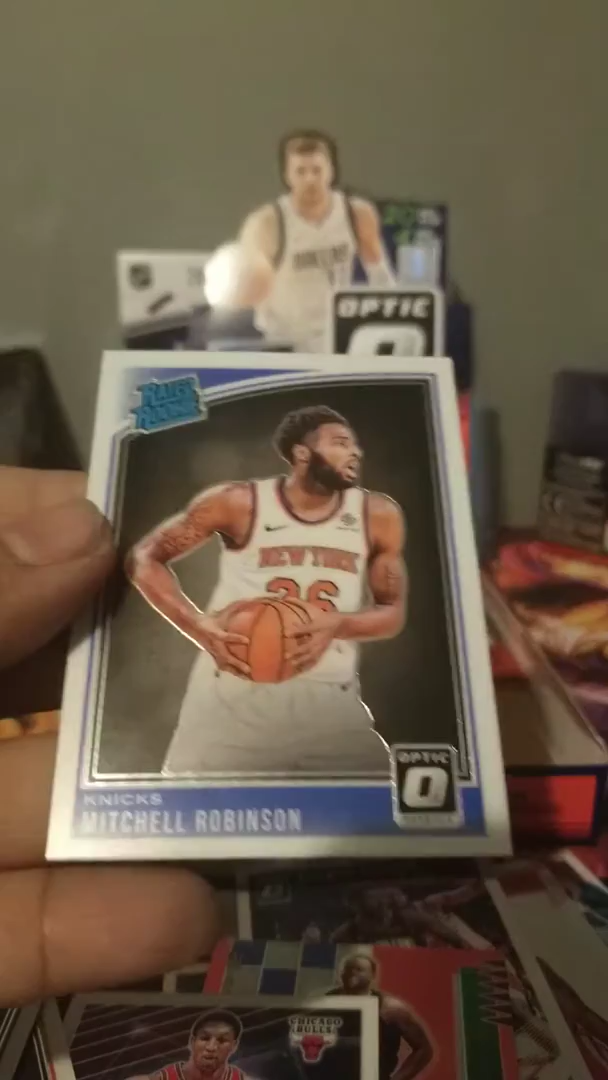 OPTIC
RATED
ROOKIE
NEW YORK
26
OPTIC
KNICKS
MITCHELL ROBINSON
CHICAGO
BULLS